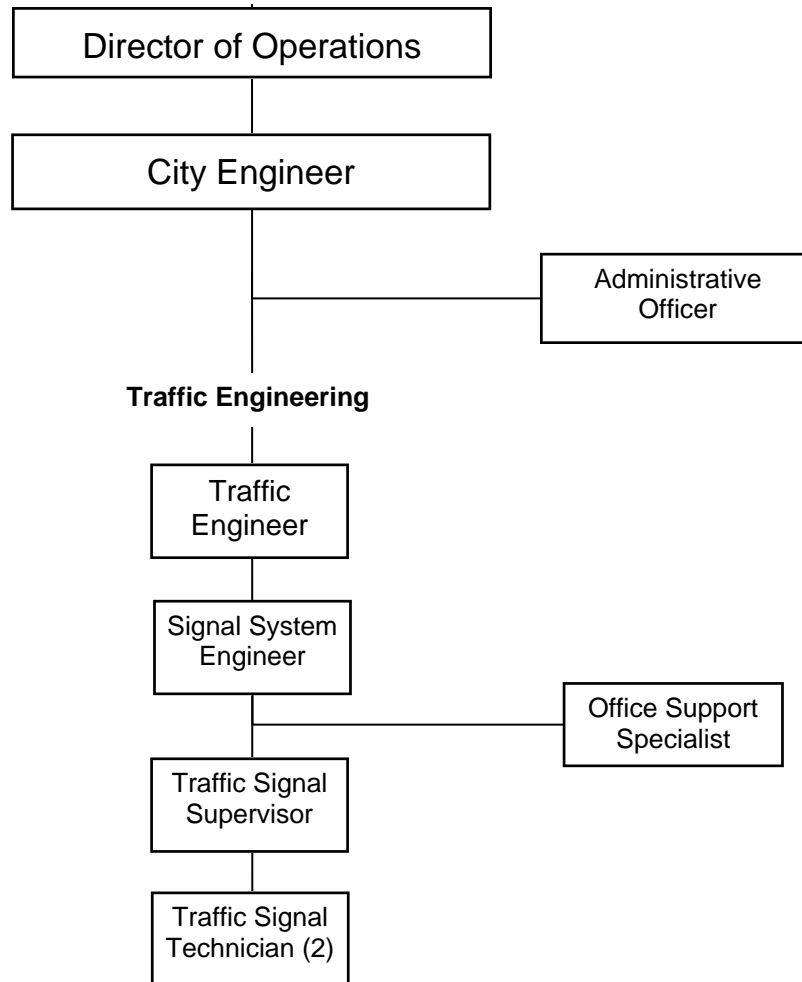 Director of Operations
City Engineer
Administrative
Officer
Traffic Engineering
Traffic
Engineer
Signal System
Engineer
Office Support
Specialist
Traffic Signal
Supervisor
Traffic Signal
Technician (2)